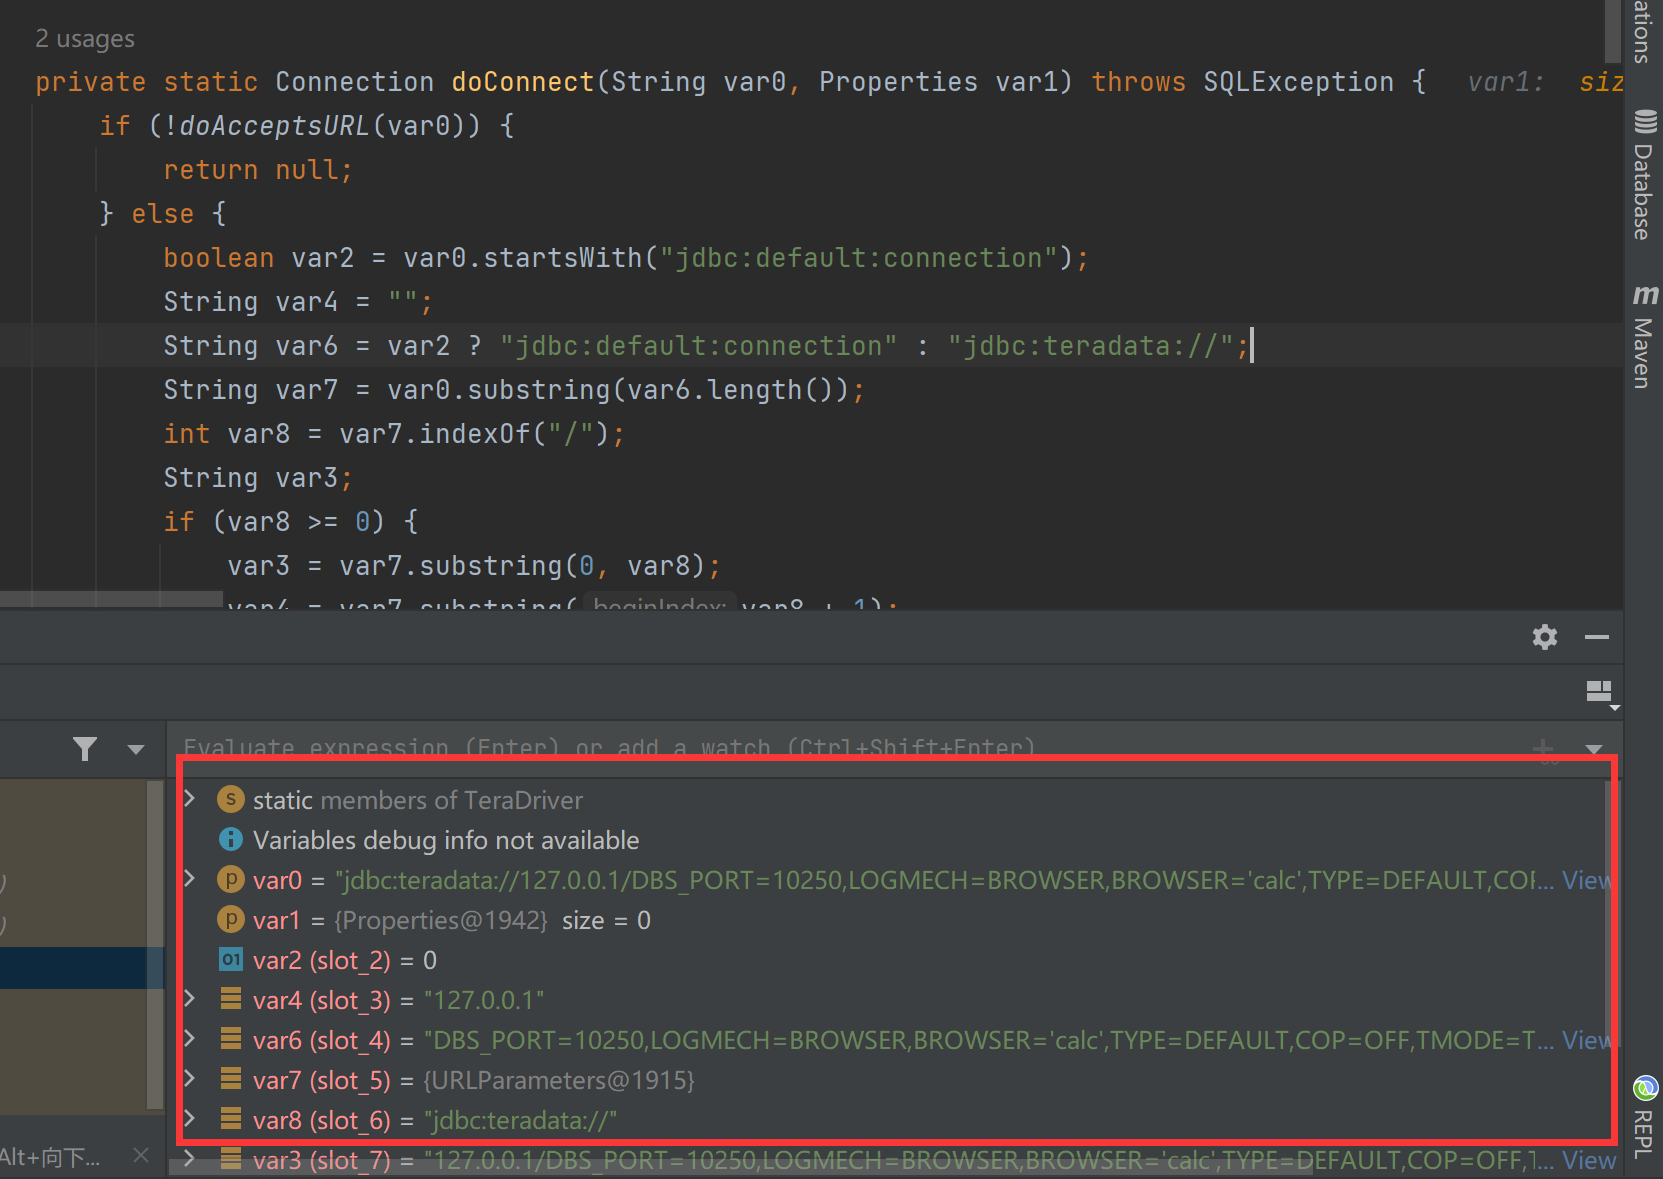 2 usages
private static Connection doConnect(String var0, Properties var1) throws SQLException {   var1:  siz
if (!doAcceptsURL(var0)) {
return null;
} else {
boolean var2 = var0.startsWith("jdbc:default:connection");
String var4 = "";
String var6 = var2 ? "jdbc:default:connection" : "jdbc:teradata://";
String var7 = var0.substring(var6.length());
int var8 = var7.indexOf("/");
String var3;
if (var8 >= 0) {
var3 = var7.substring(0, var8);
var4 = var7.substring( beginIndex: var8 + 1);
Evaluate expression (Enter) or add a watch (Ctrl+Shift+Enter)
static members of TeraDriver
Variables debug info not available
var0 = "jdbc:teradata://127.0.0.1/DBS_PORT=10250,LOGMECH=BROWSER,BROWSER='calc',TYPE=DEFAULT,COP... View
var1 = {Properties@1942} size = 0
01 var2 (slot_2) = 0
var4 (slot_3) = "127.0.0.1"
var6 (slot_4) = "DBS_PORT=10250,LOGMECH=BROWSER,BROWSER='calc',TYPE=DEFAULT,COP=OFF,TMODE=T... View
var7 (slot_5) = {URLParameters@1915}
var8 (slot_6) = "jdbc:teradata://"
var3 (slot_7) = "127.0.0.1/DBS_PORT=10250,LOGMECH=BROWSER,BROWSER='calc',TYPE=DEFAULT,COP=OFF,T... View
Alt+向下...
ations
Database
m Maven
REPL